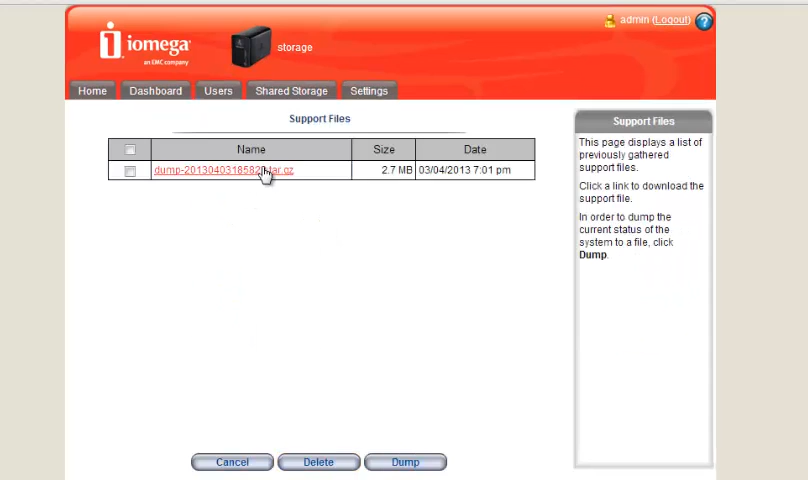 iomega
an EMC company
storage
admin (Logout) ?
Home Dashboard Users Shared Storage Settings
Support Files
Name Size Date
tar.gz 2.7 MB 03/04/2013 7:01 pm
Cancel Delete Dump
Support Files
This page displays a list of
previously gathered
support files.
Click a link to download the
support file.
In order to dump the
current status of the
system to a file, click
Dump.